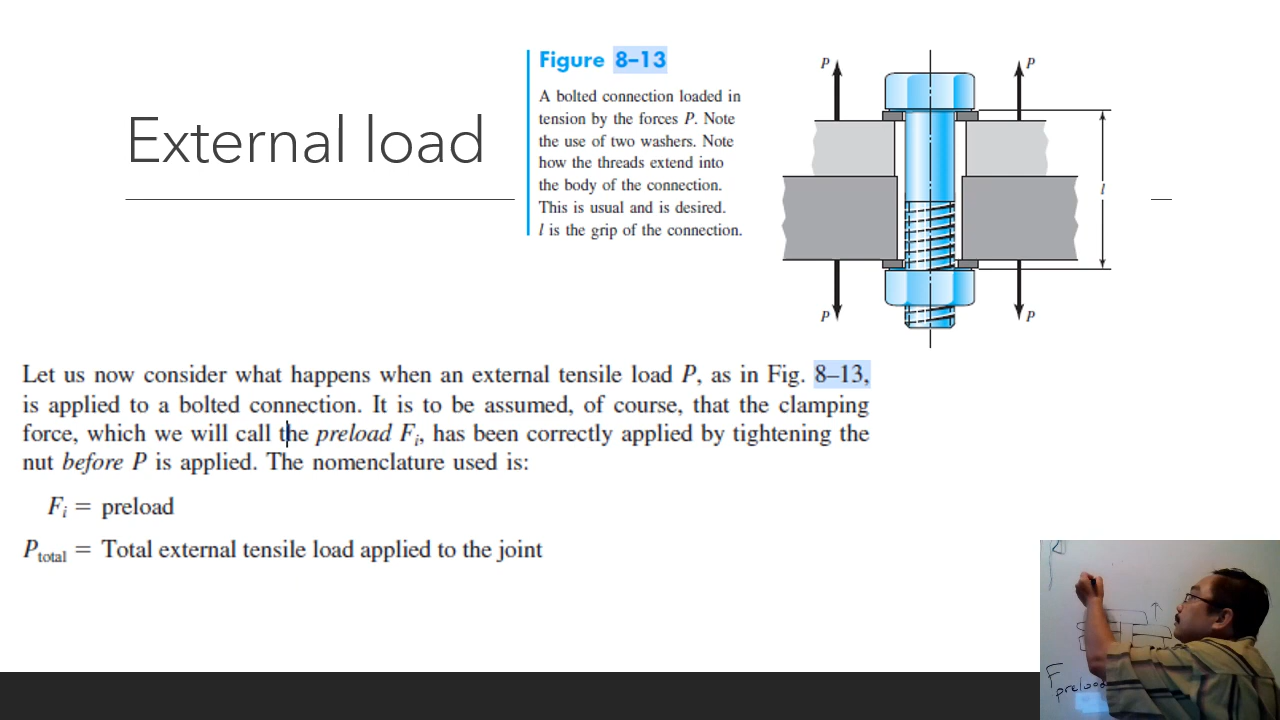 External load
Figure 8–13
A bolted connection loaded in
tension by the forces P. Note
the use of two washers. Note
how the threads extend into
the body of the connection.
This is usual and is desired.
l is the grip of the connection.
P
P
l
P
P
Let us now consider what happens when an external tensile load P, as in Fig. 8–13,
is applied to a bolted connection. It is to be assumed, of course, that the clamping
force, which we will call the preload Fi, has been correctly applied by tightening the
nut before P is applied. The nomenclature used is:
Fi = preload
Ptotal = Total external tensile load applied to the joint
F
preload